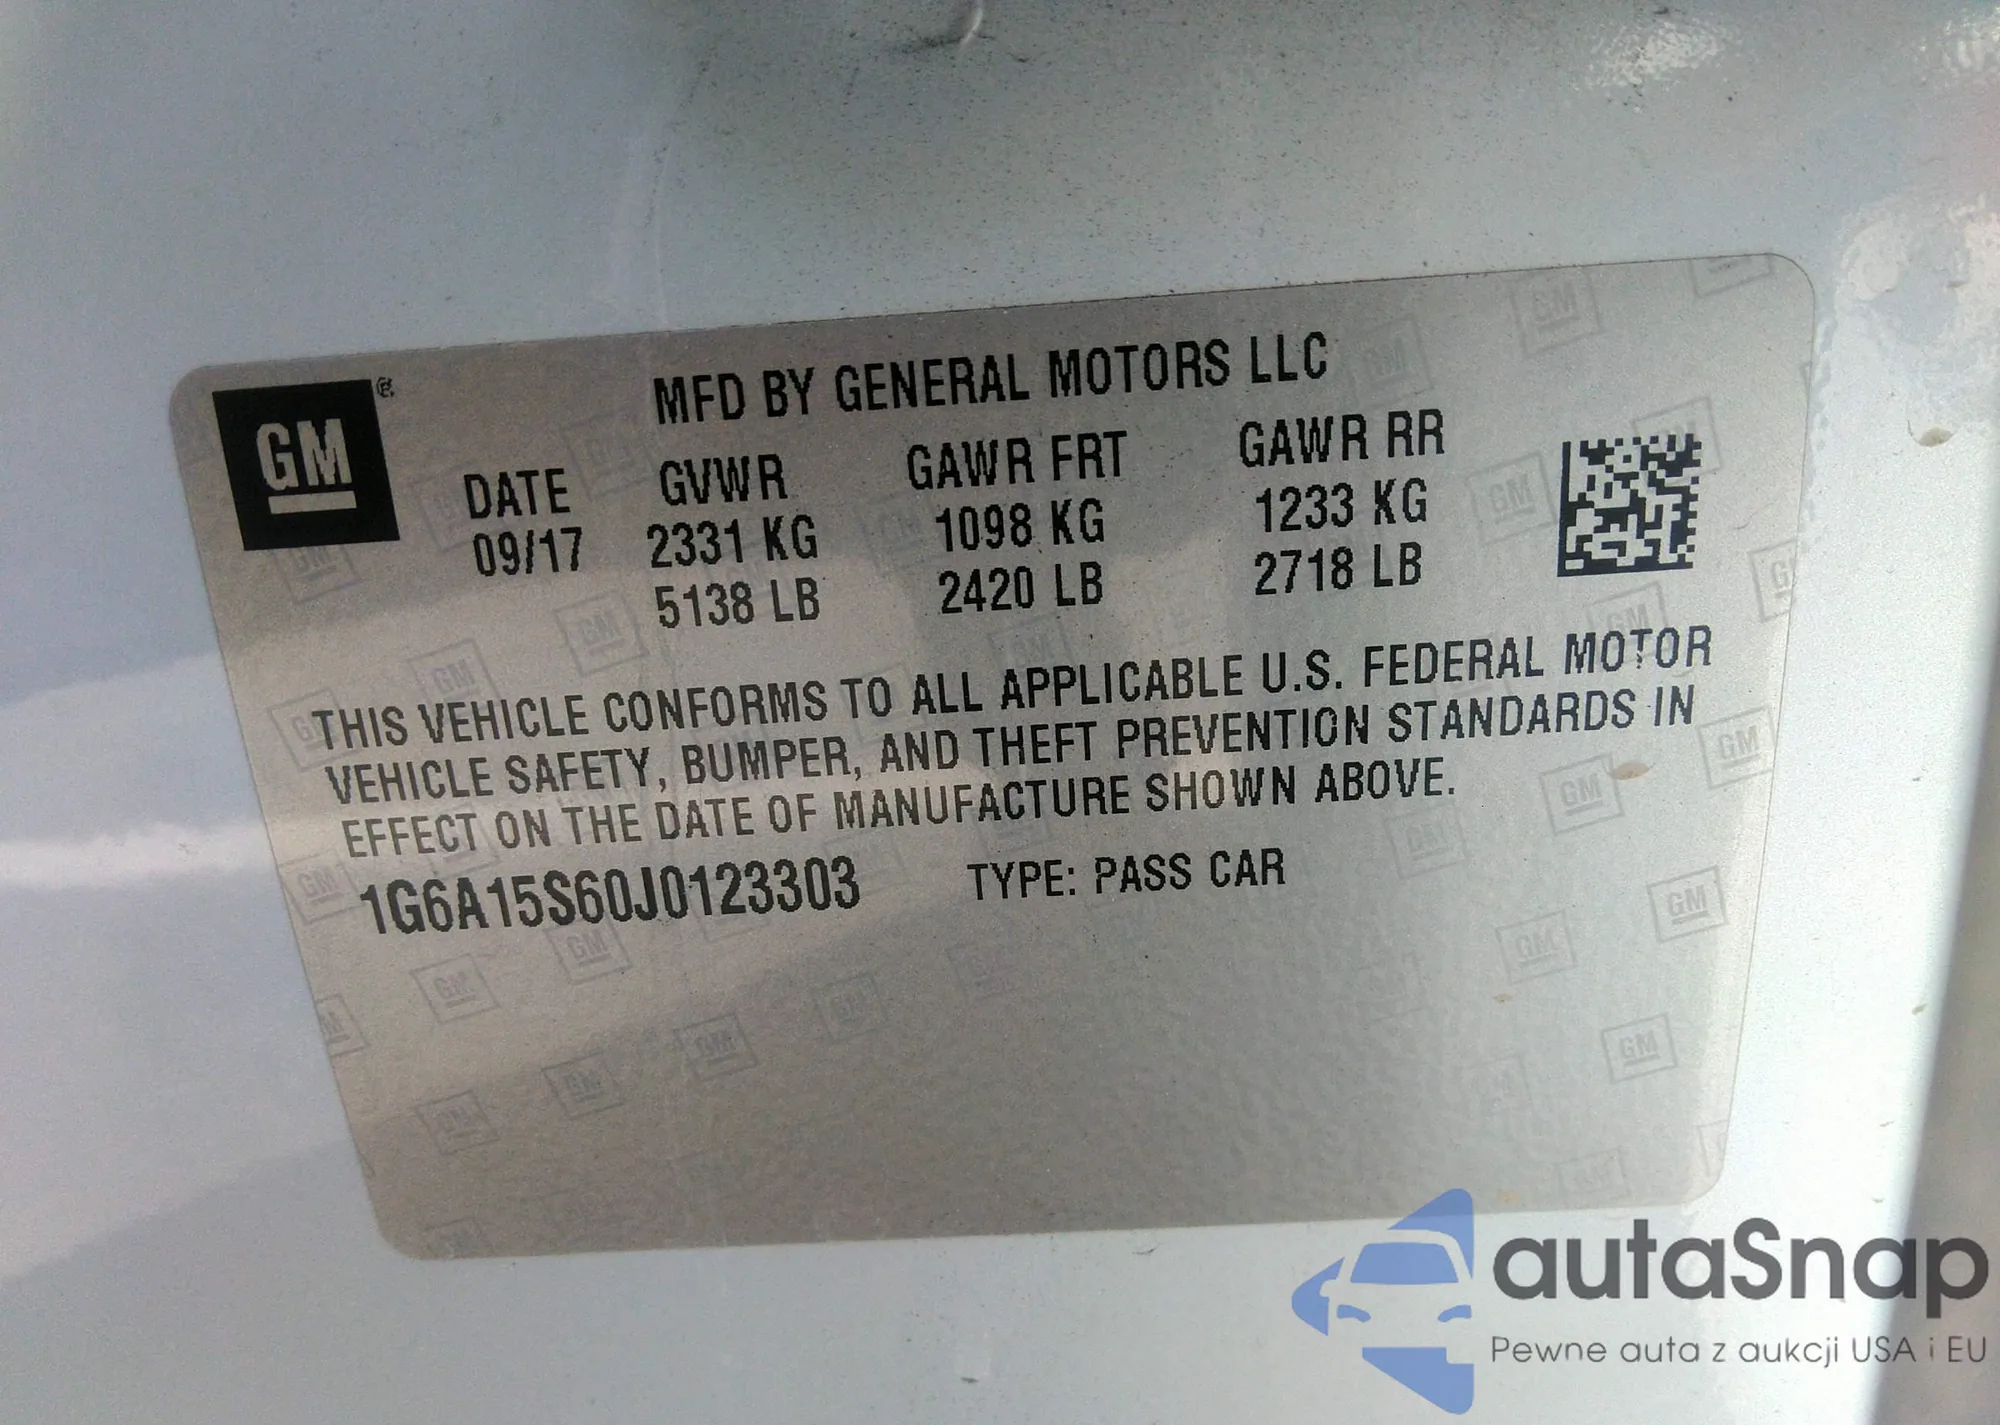 GM
MFD BY GENERAL MOTORS LLC
DATE GVWR GAWR FRT GAWR RR
09/17 2331 KG 1098 KG 1233 KG
5138 LB 2420 LB 2718 LB
THIS VEHICLE CONFORMS TO ALL APPLICABLE U.S. FEDERAL MOTOR
VEHICLE SAFETY, BUMPER, AND THEFT PREVENTION STANDARDS IN
EFFECT ON THE DATE OF MANUFACTURE SHOWN ABOVE.
1G6A15S60J0123303 TYPE: PASS CAR
autaSnap
Pewne auta z aukcji USA i EU